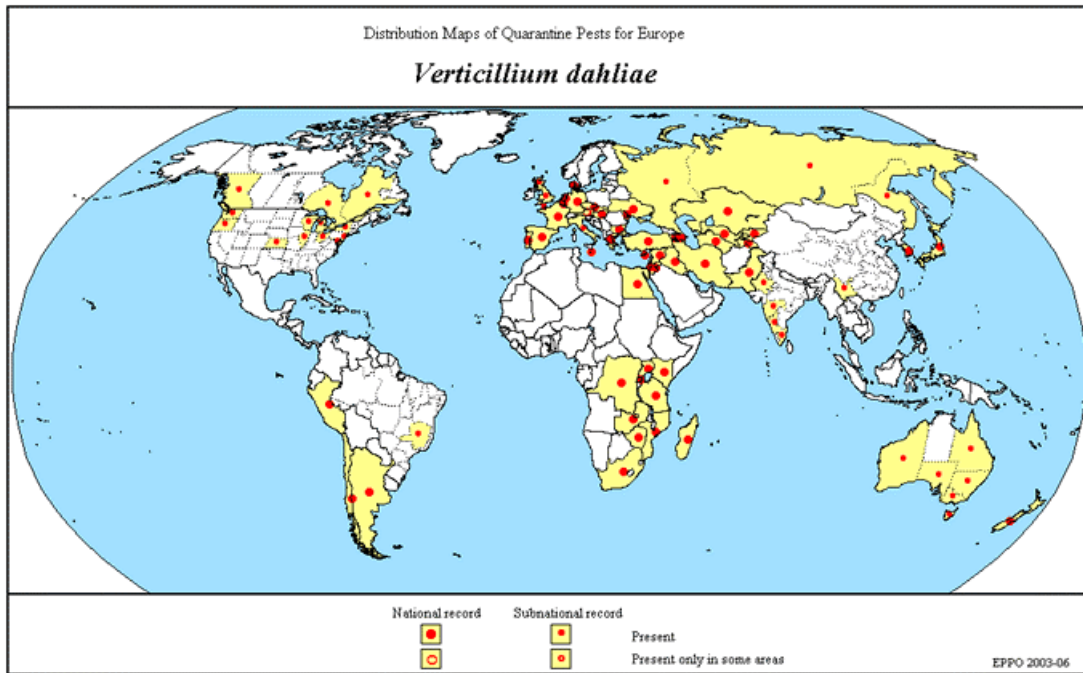 Distribution Maps of Quarantine Pests for Europe
Verticillium dahliae
National record Subnational record
Present
Present only in some areas
EPPO 2003-06